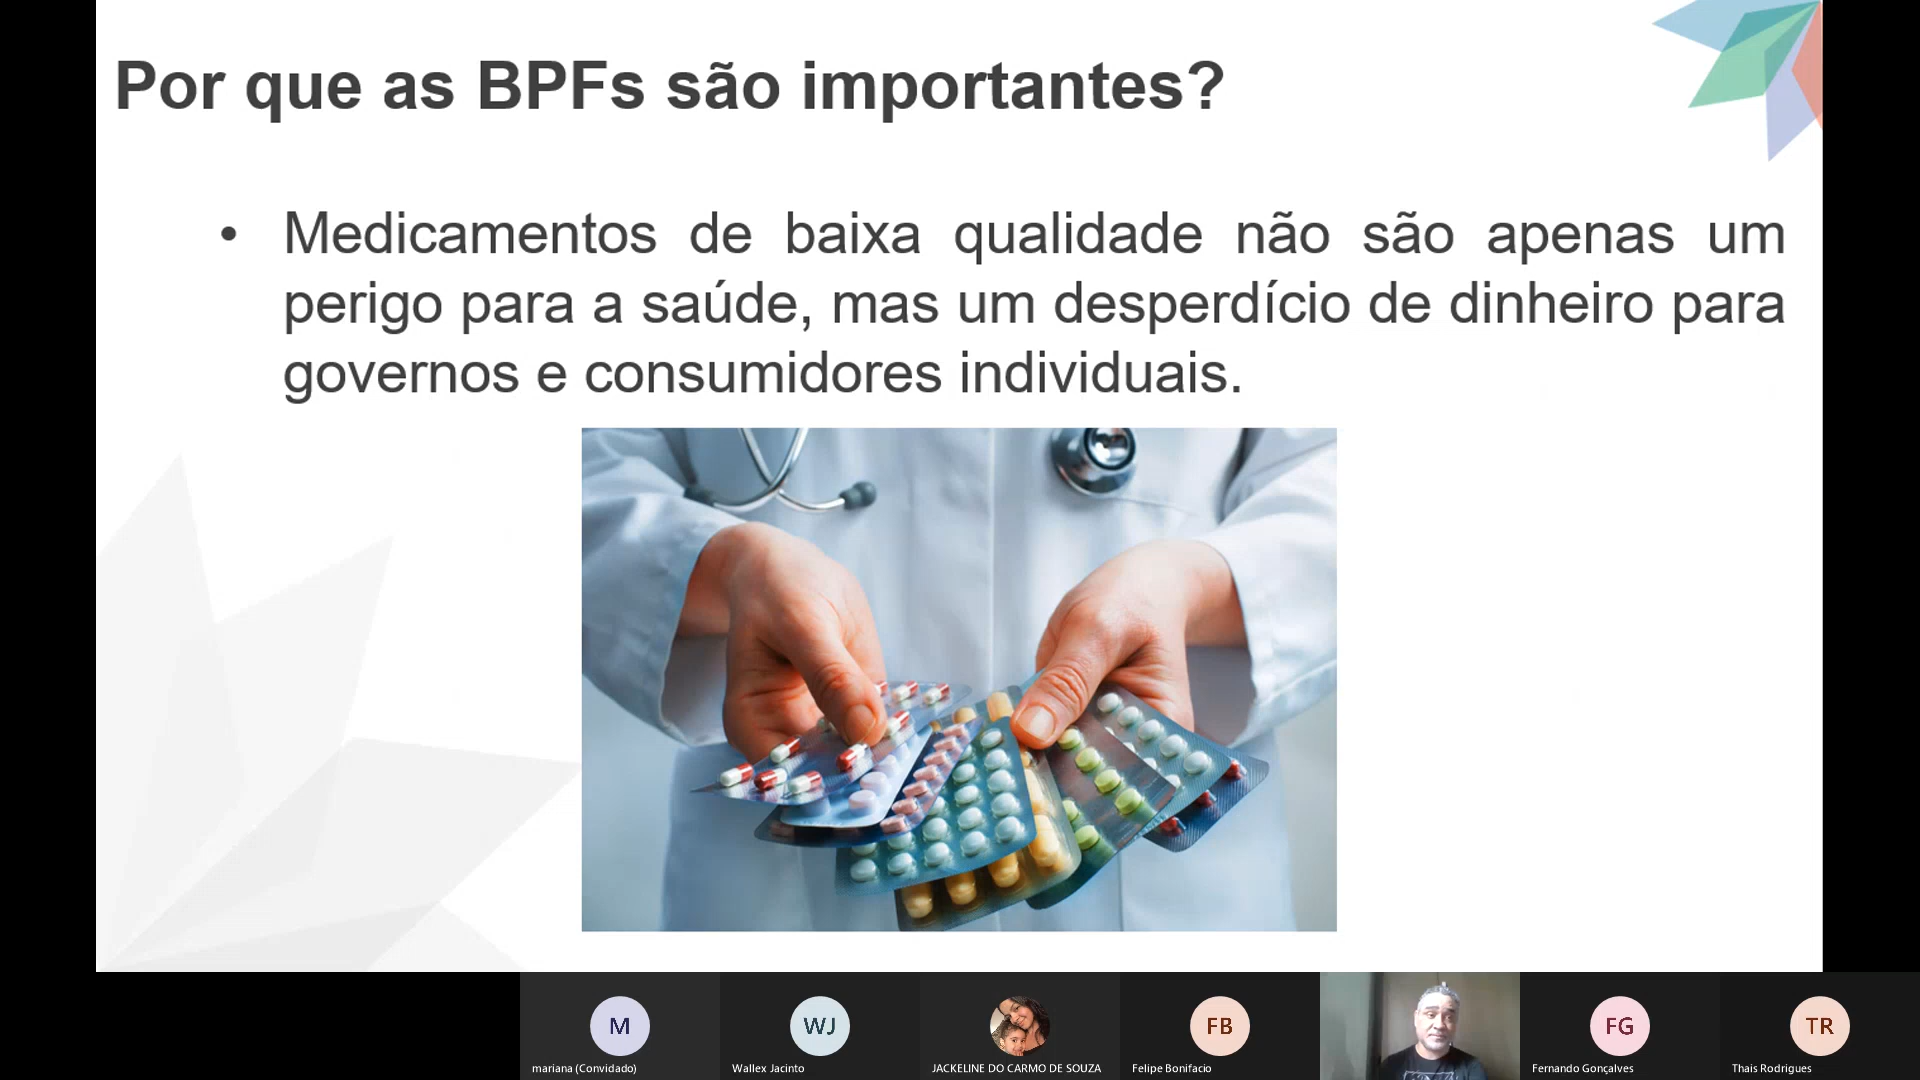 Por que as BPFs são importantes?
• Medicamentos de baixa qualidade não são apenas um
perigo para a saúde, mas um desperdício de dinheiro para
governos e consumidores individuais.
M
WJ
FB
FG
TR
mariana (Convidado)
Wallex Jacinto
JACKELINE DO CARMO DE SOUZA
Felipe Bonifacio
Fernando Gonçalves
Thais Rodrigues